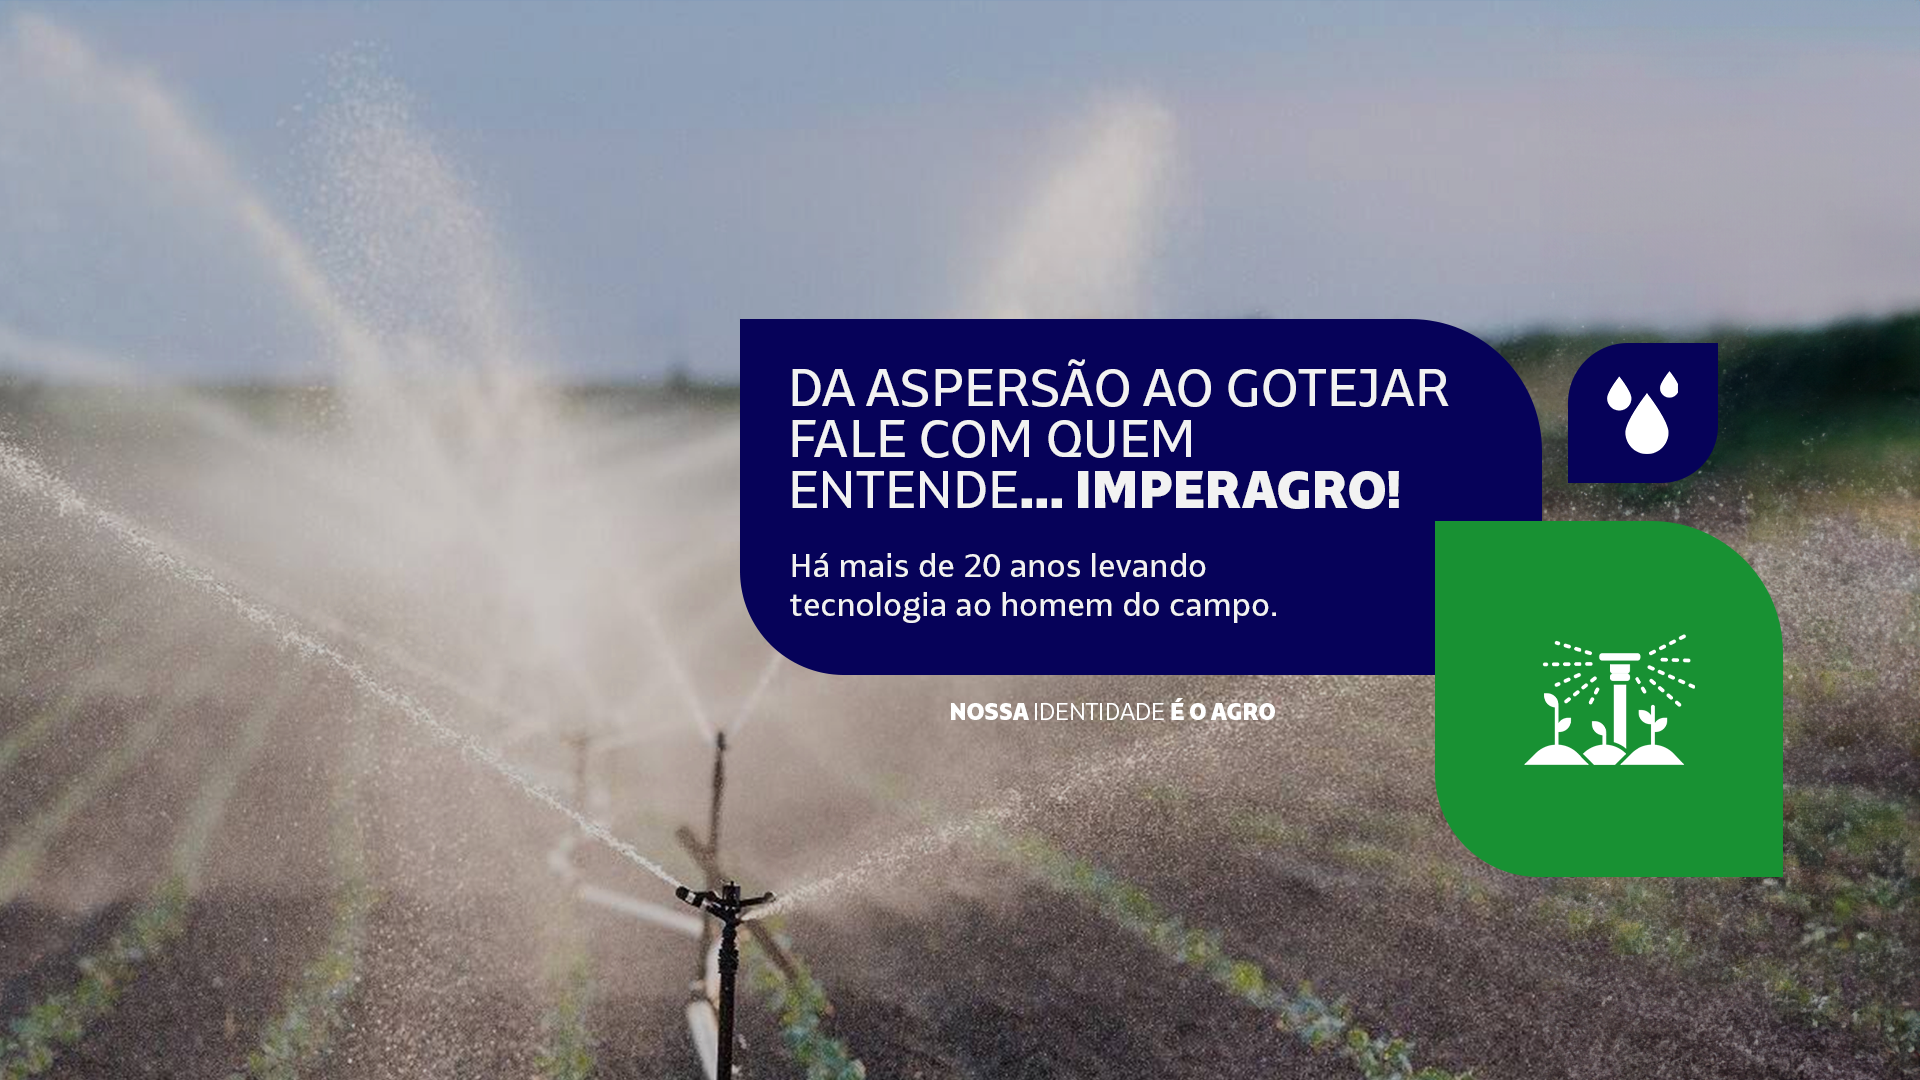 DA ASPERSÃO AO GOTEJAR
FALE COM QUEM
ENTENDE... IMPERAGRO!
Há mais de 20 anos levando
tecnologia ao homem do campo.
NOSSA IDENTIDADE É O AGRO